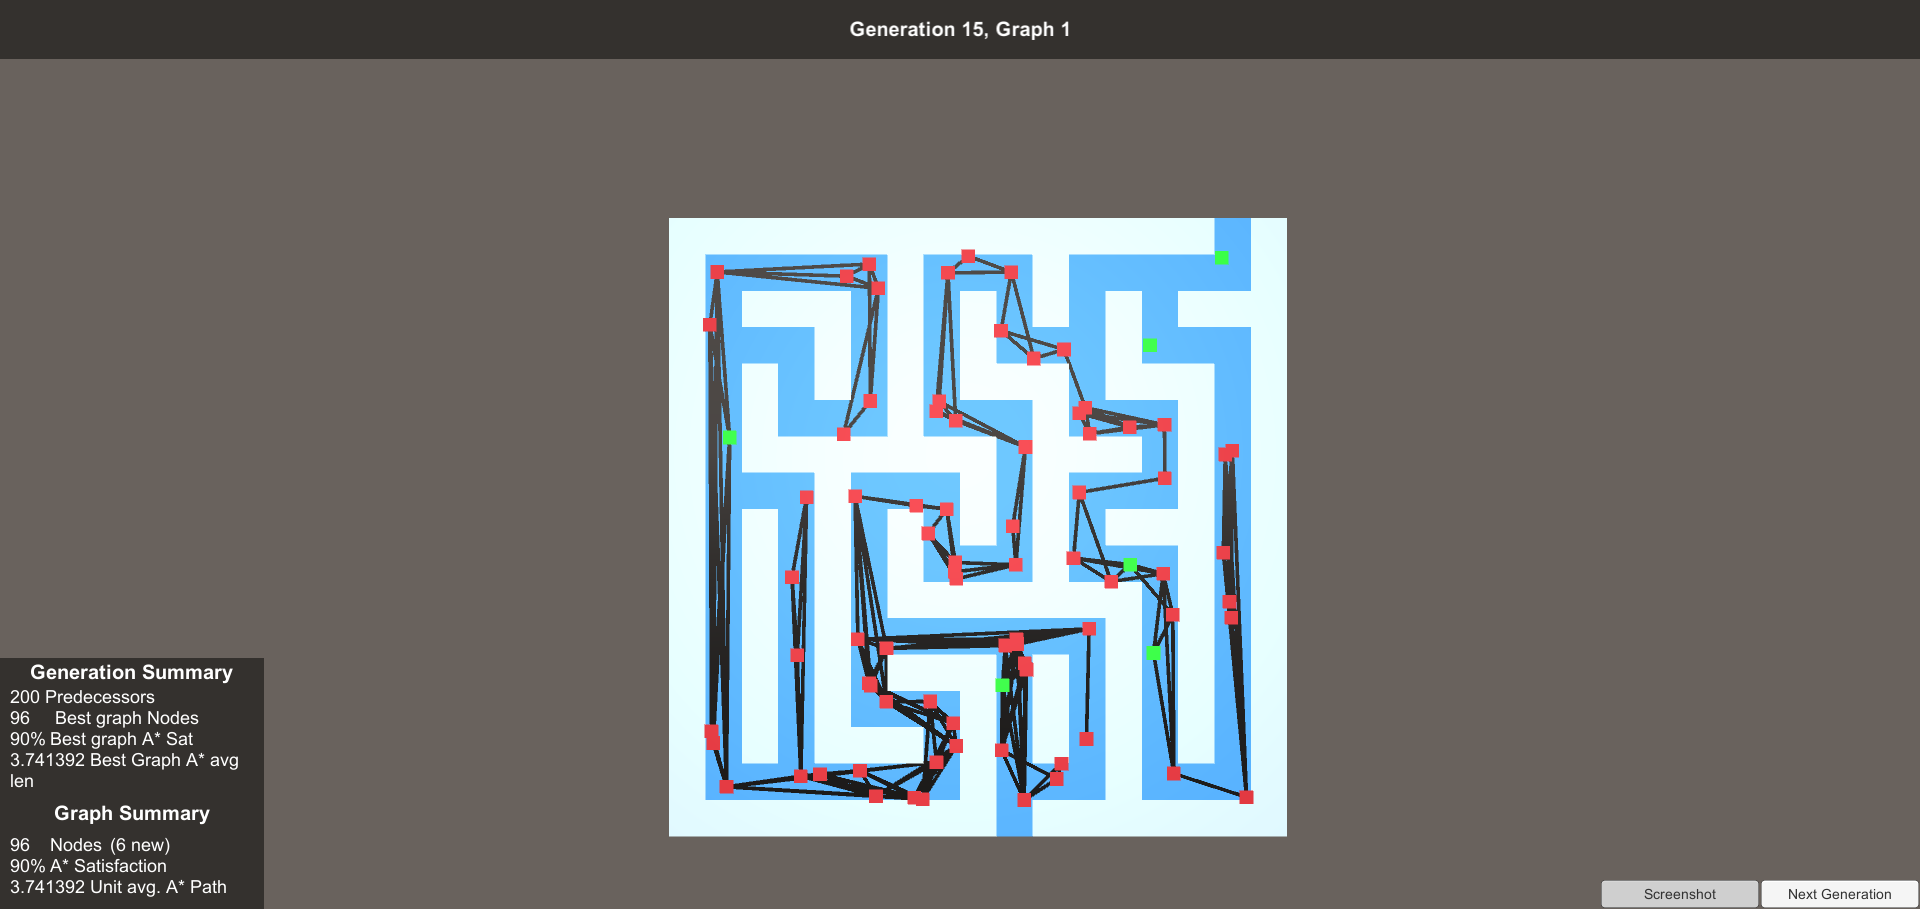 Generation 15, Graph 1
Generation Summary
200 Predecessors
96 Best graph Nodes
90% Best graph A* Sat
3.741392 Best Graph A* avg
len
Graph Summary
96 Nodes (6 new)
90% A* Satisfaction
3.741392 Unit avg. A* Path
Screenshot
Next Generation